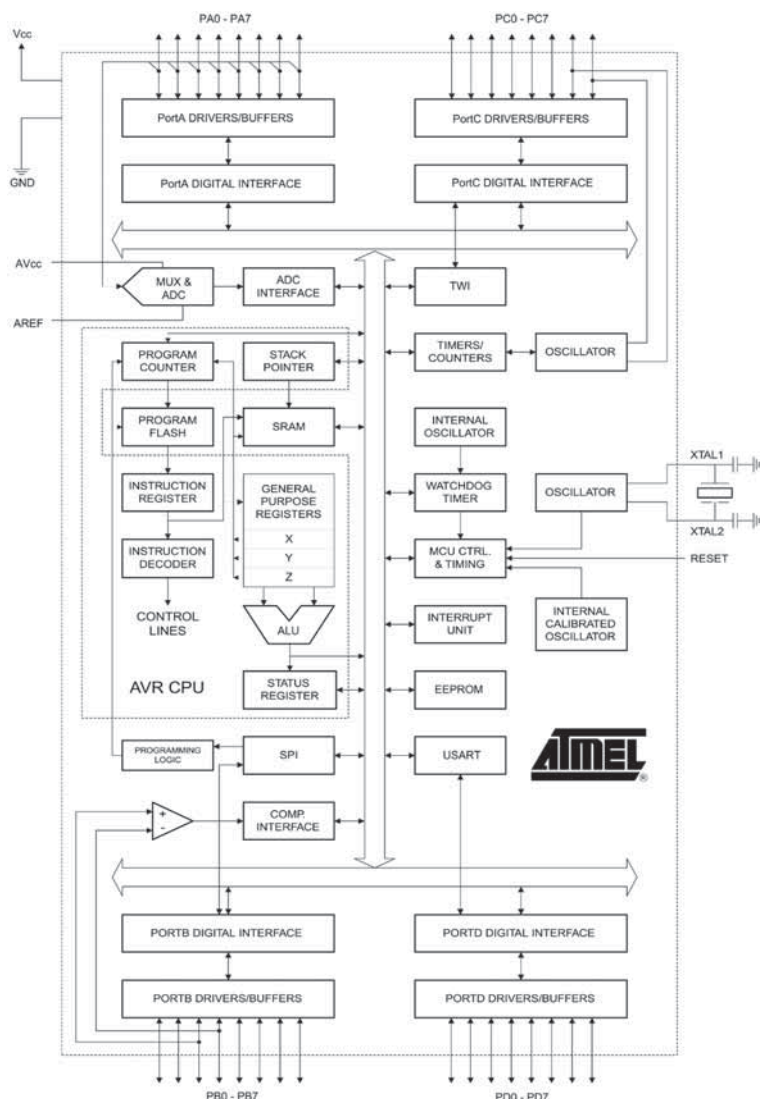 PA0 - PA7
PC0 - PC7
Vcc
GND
PortA DRIVERS/BUFFERS
PortC DRIVERS/BUFFERS
PortA DIGITAL INTERFACE
PortC DIGITAL INTERFACE
AVcc
AREF
MUX &
ADC
ADC
INTERFACE
TWI
PROGRAM
COUNTER
STACK
POINTER
TIMERS/
COUNTERS
OSCILLATOR
PROGRAM
FLASH
SRAM
INTERNAL
OSCILLATOR
INSTRUCTION
REGISTER
GENERAL
PURPOSE
REGISTERS
X
Y
Z
WATCHDOG
TIMER
OSCILLATOR
XTAL1
XTAL2
INSTRUCTION
DECODER
MCU CTRL.
& TIMING
RESET
CONTROL
LINES
ALU
INTERRUPT
UNIT
INTERNAL
CALIBRATED
OSCILLATOR
AVR CPU
STATUS
REGISTER
EEPROM
PROGRAMMING
LOGIC
SPI
USART
ATMEL
®
+
-
COMP.
INTERFACE
PORTB DIGITAL INTERFACE
PORTD DIGITAL INTERFACE
PORTB DRIVERS/BUFFERS
PORTD DRIVERS/BUFFERS
PB0 - PB7
PD0 - PD7